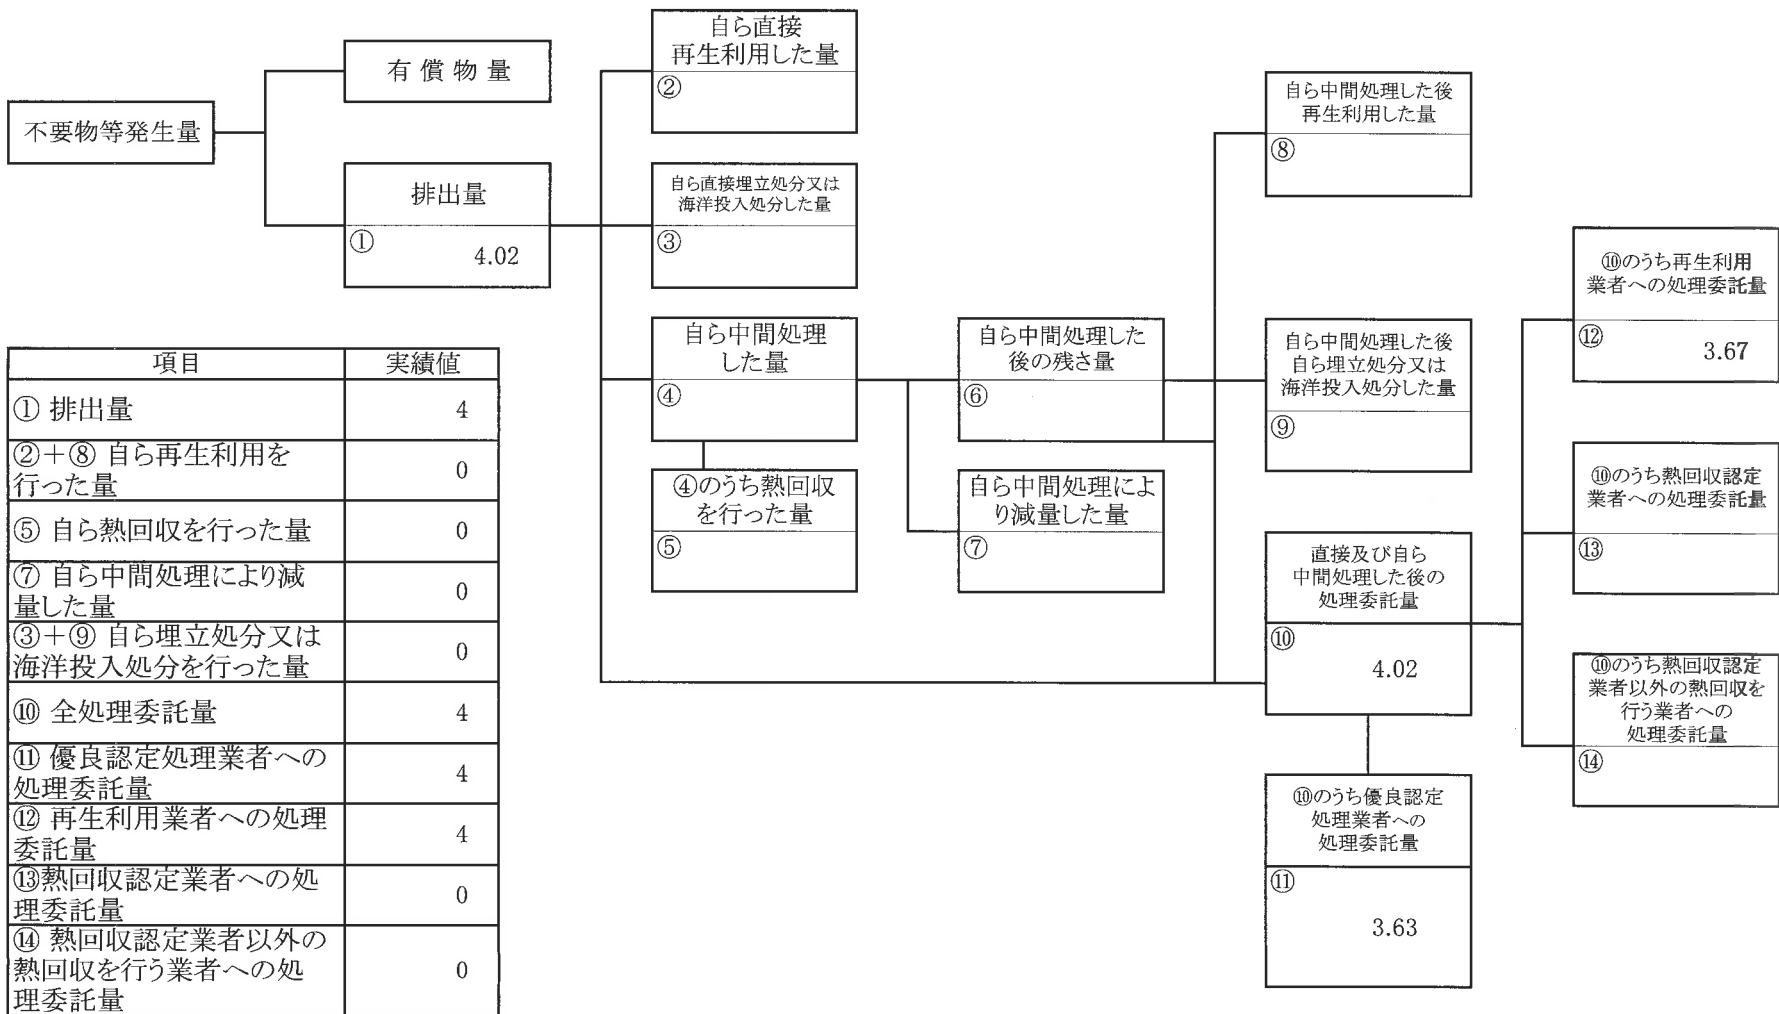 不要物等発生量
有償物量
排出量
①
4.02
自ら直接
再生利用した量
②
自ら直接埋立処分又は
海洋投入処分した量
③
自ら中間処理
した量
④
④のうち熱回収
を行った量
⑤
自ら中間処理した
後の残さ量
⑥
自ら中間処理によ
り減量した量
⑦
自ら中間処理した後
再生利用した量
⑧
自ら中間処理した後
自ら埋立処分又は
海洋投入処分した量
⑨
直接及び自ら
中間処理した後の
処理委託量
⑩
4.02
⑩のうち優良認定
処理業者への
処理委託量
⑪
3.63
⑩のうち再生利用
業者への処理委託量
⑫
3.67
⑩のうち熱回収認定
業者への処理委託量
⑬
⑩のうち熱回収認定
業者以外の熱回収を
行う業者への
処理委託量
⑭
項目 実績値
① 排出量 4
②＋⑧ 自ら再生利用を
行った量 0
⑤ 自ら熱回収を行った量 0
⑦ 自ら中間処理により減
量した量 0
③＋⑨ 自ら埋立処分又は
海洋投入処分を行った量 0
⑩ 全処理委託量 4
⑪ 優良認定処理業者への
処理委託量 4
⑫ 再生利用業者への処理
委託量 4
⑬熱回収認定業者への処
理委託量 0
⑭ 熱回収認定業者以外の
熱回収を行う業者への処
理委託量 0